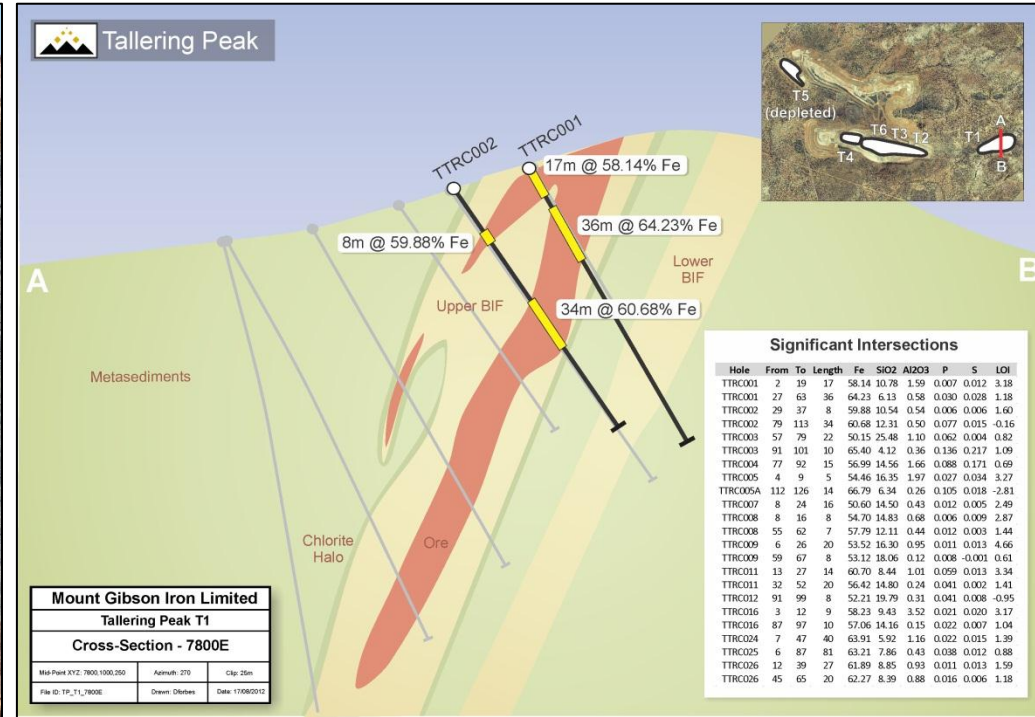 Tallering Peak
T5
(depleted)
T6
T3
T2
T4
T1
A
B
TTRC002
TTRC001
17m @ 58.14% Fe
36m @ 64.23% Fe
8m @ 59.88% Fe
34m @ 60.68% Fe
A
B
Lower
BIF
Upper BIF
Metasediments
Chlorite
Halo
Ore
Significant Intersections
Hole From To Length Fe SiO2 Al2O3 P S LOI
TTRC001 2 19 17 58.14 10.78 1.59 0.007 0.012 3.18
TTRC001 27 63 36 64.23 6.13 0.58 0.030 0.028 1.18
TTRC002 29 37 8 59.88 10.54 0.54 0.006 0.006 1.60
TTRC002 79 113 34 60.68 12.31 0.50 0.077 0.015 -0.16
TTRC003 57 79 22 50.15 25.48 1.10 0.062 0.004 0.82
TTRC003 91 101 10 65.40 4.12 0.36 0.136 0.217 1.09
TTRC004 77 92 15 56.99 14.56 1.66 0.088 0.171 0.69
TTRC005 4 9 5 54.46 16.35 1.97 0.027 0.034 3.27
TTRC005A 112 126 14 66.79 6.34 0.26 0.105 0.018 -2.81
TTRC007 8 24 16 50.60 14.50 0.43 0.012 0.005 2.49
TTRC008 8 16 8 54.70 14.83 0.68 0.006 0.009 2.87
TTRC008 55 62 7 57.79 12.11 0.44 0.012 0.003 1.44
TTRC009 6 26 20 53.52 16.30 0.95 0.011 0.013 4.66
TTRC009 59 67 8 53.12 18.06 0.12 0.008 -0.001 0.61
TTRC011 13 27 14 60.70 8.44 1.01 0.059 0.013 3.34
TTRC011 32 52 20 56.42 14.80 0.24 0.041 0.002 1.41
TTRC012 91 99 8 52.21 19.79 0.31 0.041 0.008 -0.95
TTRC016 3 12 9 58.23 9.43 3.52 0.021 0.020 3.17
TTRC016 87 97 10 57.06 14.16 0.15 0.022 0.007 1.04
TTRC024 7 47 40 63.91 5.92 1.16 0.022 0.015 1.39
TTRC025 6 87 81 63.21 7.86 0.43 0.038 0.012 0.88
TTRC026 12 39 27 61.89 8.85 0.93 0.011 0.013 1.59
TTRC026 45 65 20 62.27 8.39 0.88 0.016 0.006 1.18
Mount Gibson Iron Limited
Tallering Peak T1
Cross-Section - 7800E
Mid-Point XYZ: 7800,1000,250 Azimuth: 270 Clip: 25m
File ID: TP_T1_7800E Drawn: Dforbes Date: 17/08/2012